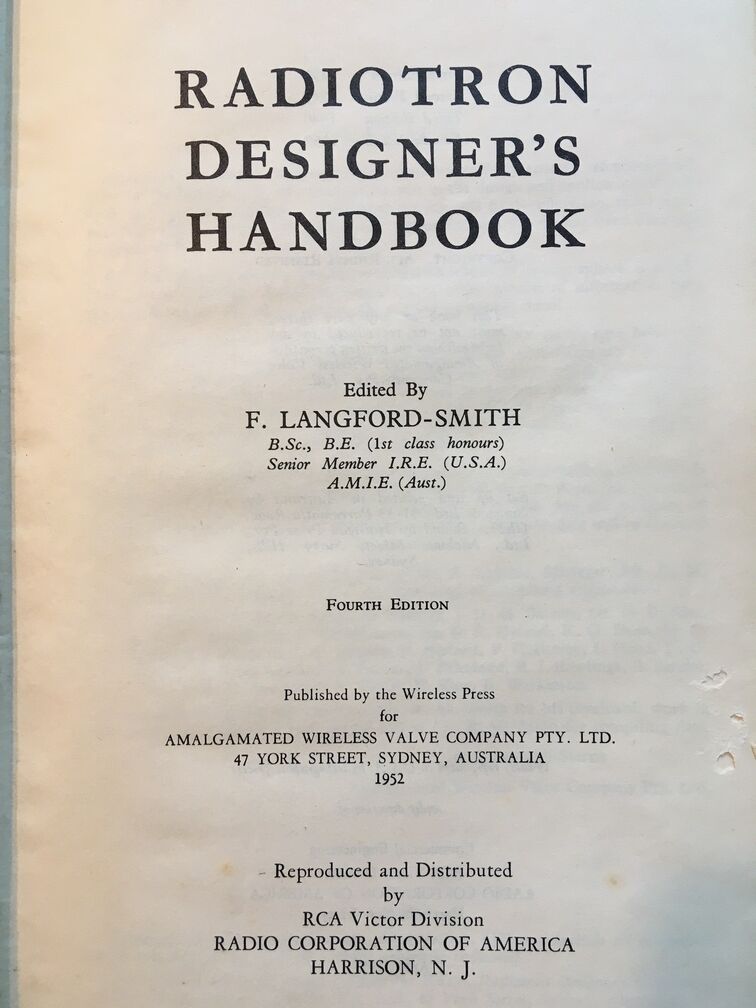 RADIOTRON
DESIGNER'S
HANDBOOK
Edited By
F. LANGFORD-SMITH
B.Sc., B.E. (1st class honours)
Senior Member I.R.E. (U.S.A.)
A.M.I.E. (Aust.)
FOURTH EDITION
Published by the Wireless Press
for
AMALGAMATED WIRELESS VALVE COMPANY PTY. LTD.
47 YORK STREET, SYDNEY, AUSTRALIA
1952
Reproduced and Distributed
by
RCA Victor Division
RADIO CORPORATION OF AMERICA
HARRISON, N. J.